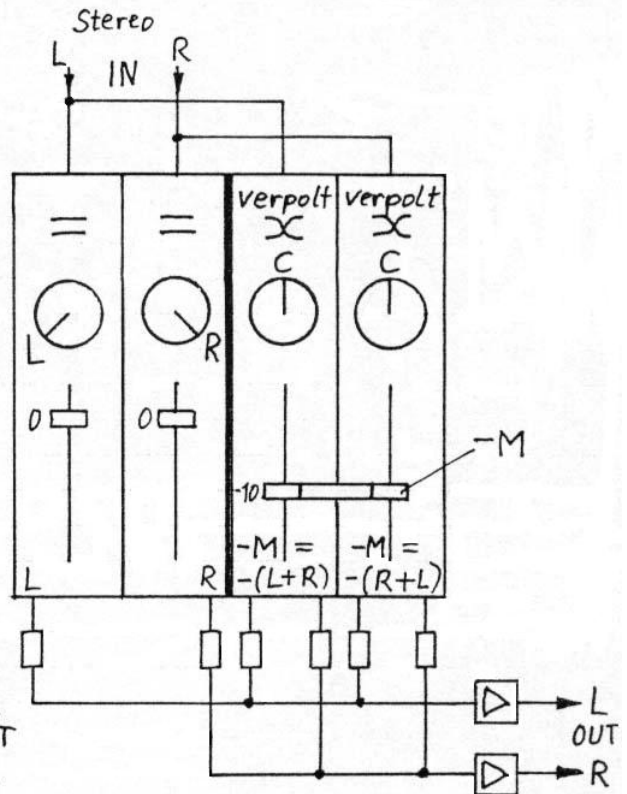 Stereo
L R
IN
verpolt verpolt
C C
L R
0 0
-M
-10
-M = -M =
L R -(L+R) -(R+L)
L
T OUT
R